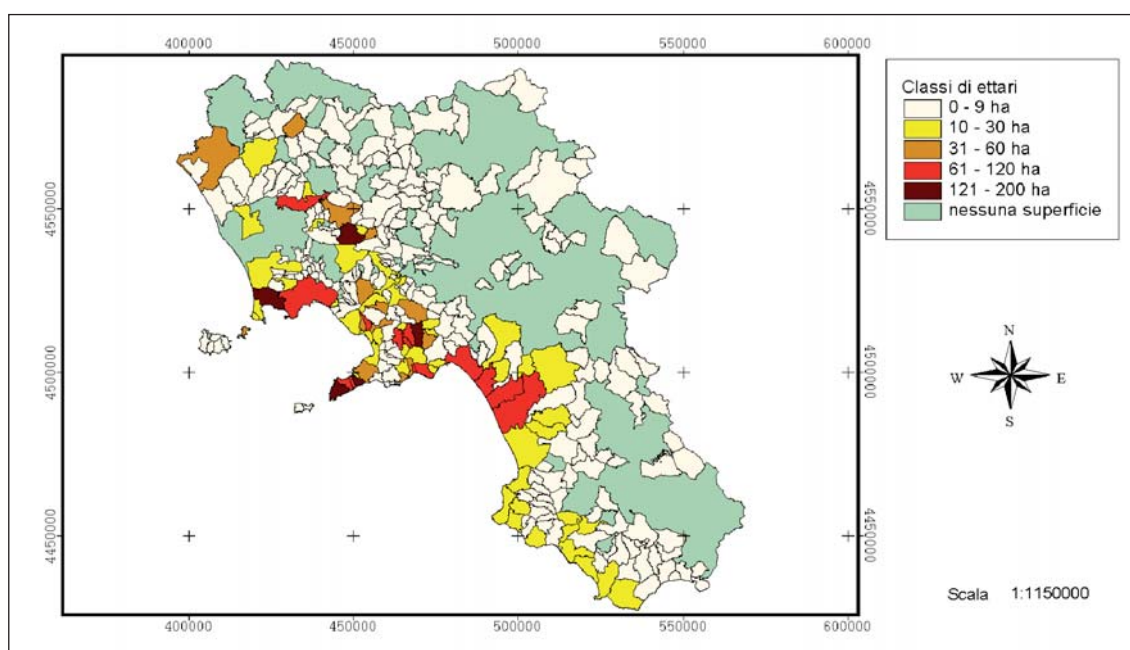 400000 450000 500000 550000 600000
Classi di ettari
0 - 9 ha
10 - 30 ha
31 - 60 ha
61 - 120 ha
121 - 200 ha
nessuna superficie
4550000 4550000
4500000 4500000
4450000 4450000
N
W E
S
Scala 1:1150000
400000 450000 500000 550000 600000